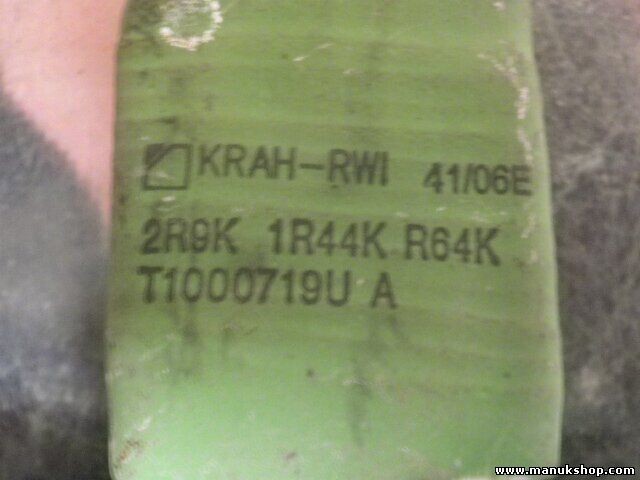 KRAH-RWI 41/06E
2R9K 1R44K R64K
T1000719U A
www.manukshop.com